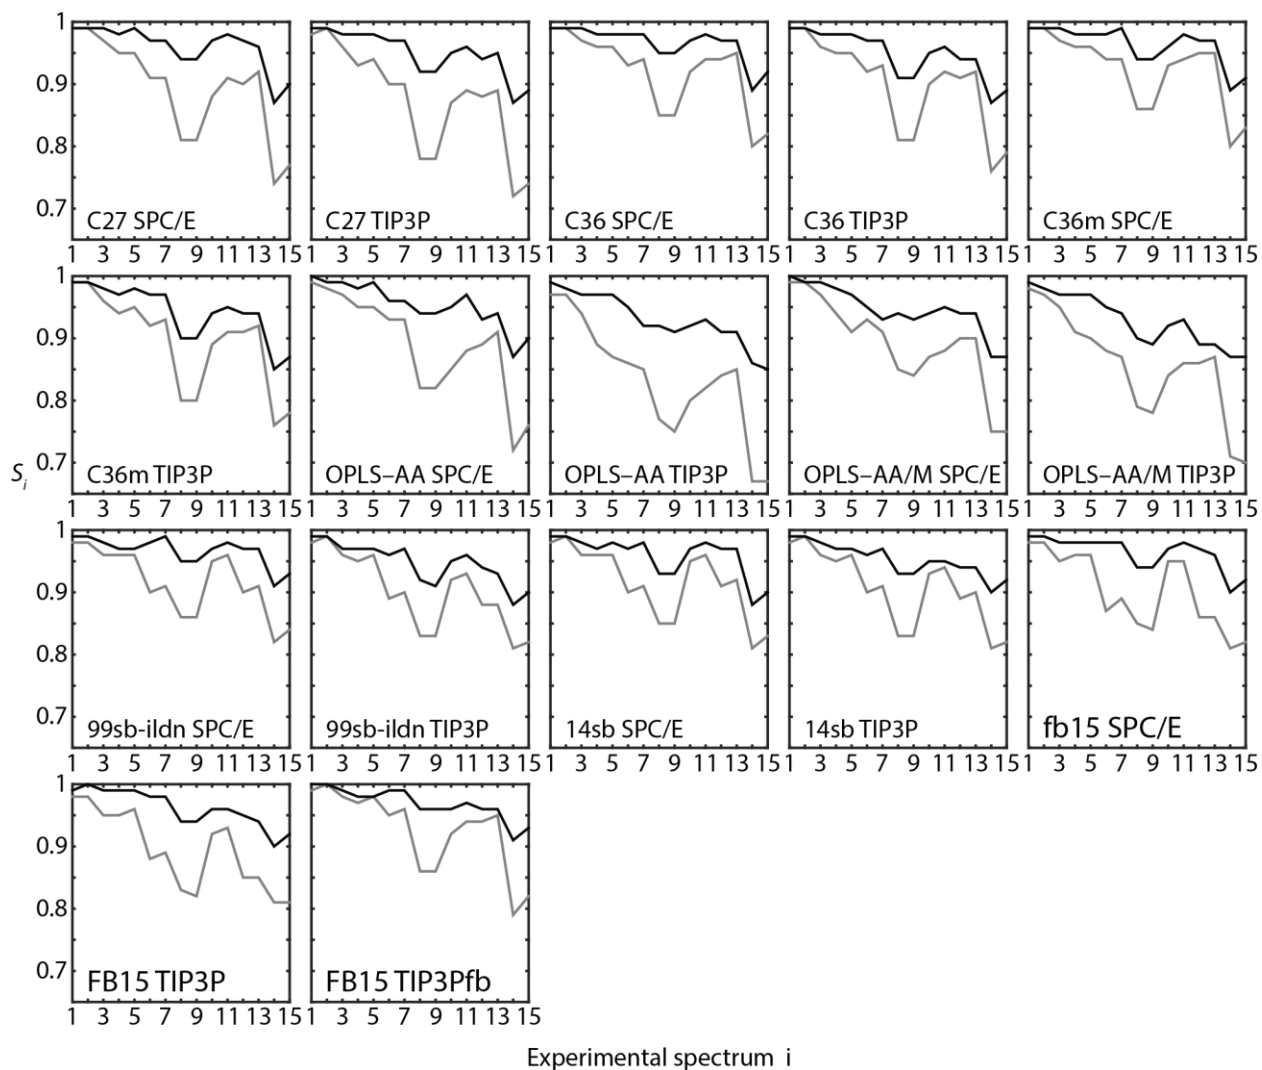 1
0.9
0.8
0.7
C27 SPC/E
C27 TIP3P
C36 SPC/E
C36 TIP3P
C36m SPC/E
1 3 5 7 9 11 13 15
1 3 5 7 9 11 13 15
1 3 5 7 9 11 13 15
1 3 5 7 9 11 13 15
1 3 5 7 9 11 13 15
1
0.9
0.8
0.7
S i
C36m TIP3P
OPLS–AA SPC/E
OPLS–AA TIP3P
OPLS–AA/M SPC/E
OPLS–AA/M TIP3P
1 3 5 7 9 11 13 15
1 3 5 7 9 11 13 15
1 3 5 7 9 11 13 15
1 3 5 7 9 11 13 15
1 3 5 7 9 11 13 15
1
0.9
0.8
0.7
99sb-ildn SPC/E
99sb-ildn TIP3P
14sb SPC/E
14sb TIP3P
fb15 SPC/E
1 3 5 7 9 11 13 15
1 3 5 7 9 11 13 15
1 3 5 7 9 11 13 15
1 3 5 7 9 11 13 15
1 3 5 7 9 11 13 15
1
0.9
0.8
0.7
FB15 TIP3P
FB15 TIP3Pfb
1 3 5 7 9 11 13 15
1 3 5 7 9 11 13 15
Experimental spectrum i